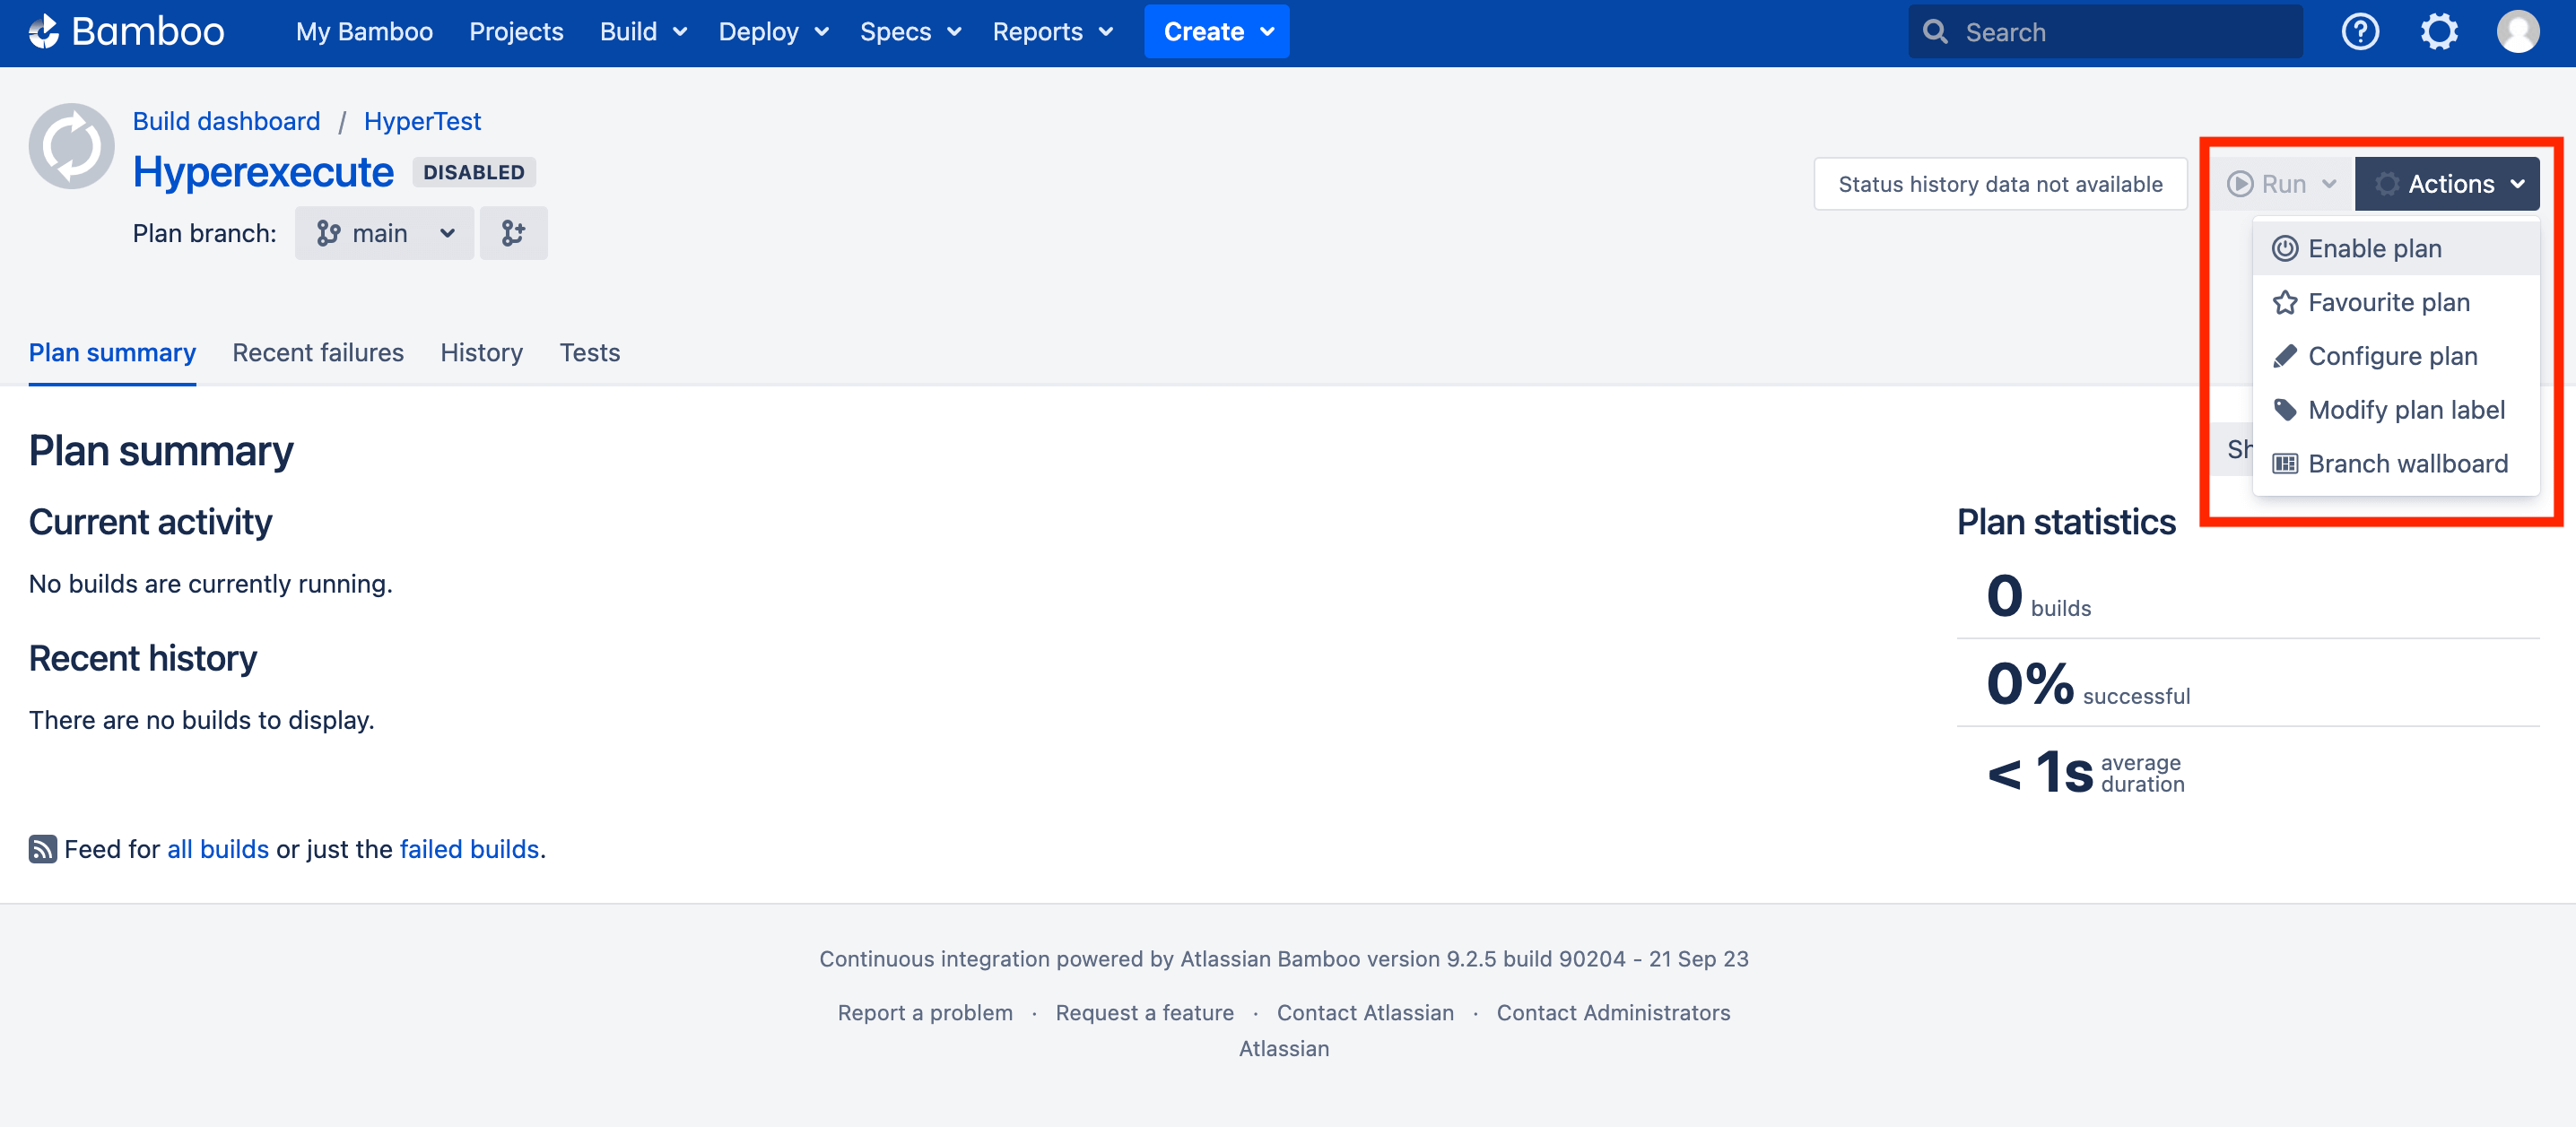 Bamboo My Bamboo Projects Build Deploy Specs Reports Create Search
Build dashboard / HyperTest
Hyperexecute DISABLED
Status history data not available
Run
Actions
Plan branch: main
Enable plan
Favourite plan
Configure plan
Modify plan label
Branch wallboard
Plan summary Recent failures History Tests
Plan summary
Current activity
No builds are currently running.
Recent history
There are no builds to display.
Plan statistics
0 builds
0% successful
< 1s average
duration
Feed for all builds or just the failed builds.
Continuous integration powered by Atlassian Bamboo version 9.2.5 build 90204 - 21 Sep 23
Report a problem · Request a feature · Contact Atlassian · Contact Administrators
Atlassian